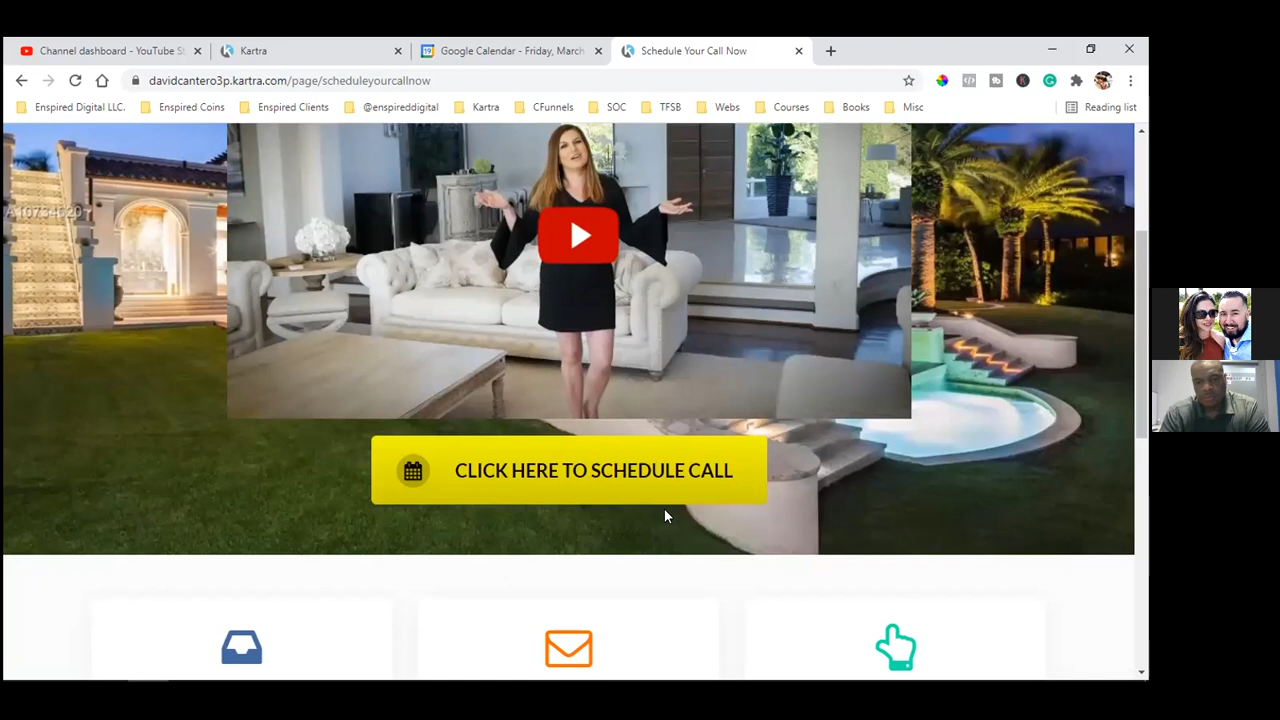 Channel dashboard - YouTube St
Kartra
Google Calendar - Friday, March
Schedule Your Call Now
davidcantero3p.kartra.com/page/scheduleyourcallnow
Enspired Digital LLC.
Enspired Coins
Enspired Clients
@enspireddigital
Kartra
CFunnels
SOC
TFSB
Webs
Courses
Books
Misc
Reading list
CLICK HERE TO SCHEDULE CALL